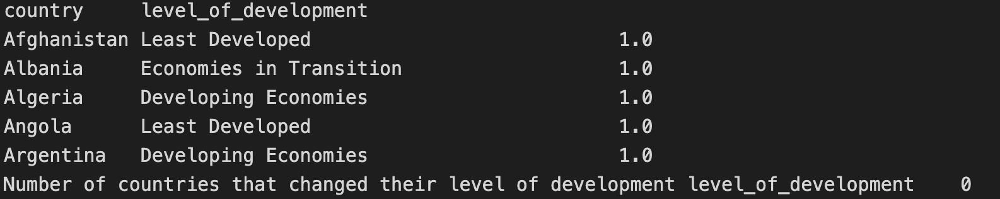 country     level_of_development
Afghanistan Least Developed                           1.0
Albania     Economies in Transition                   1.0
Algeria     Developing Economies                      1.0
Angola      Least Developed                           1.0
Argentina   Developing Economies                      1.0
Number of countries that changed their level of development level_of_development    0